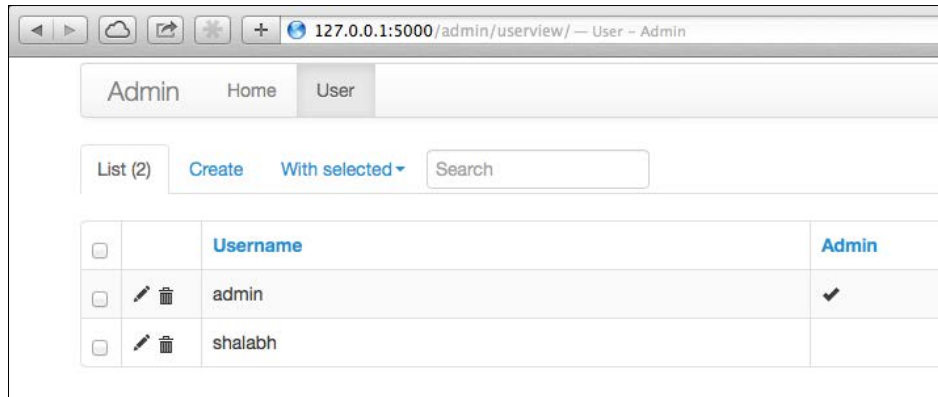 127.0.0.1:5000/admin/userview/ — User – Admin
Admin Home User
List (2) Create With selected Search
Username Admin
admin
shalabh